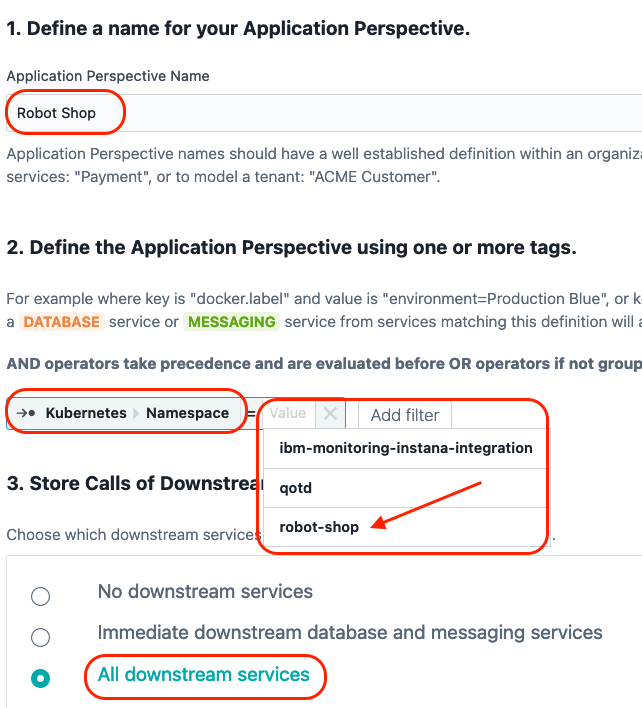 1. Define a name for your Application Perspective.
Application Perspective Name
Robot Shop
Application Perspective names should have a well established definition within an organiza
services: "Payment", or to model a tenant: "ACME Customer".
2. Define the Application Perspective using one or more tags.
For example where key is "docker.label" and value is "environment=Production Blue", or k
a DATABASE service or MESSAGING service from services matching this definition will a
AND operators take precedence and are evaluated before OR operators if not group
Kubernetes Namespace = Value Add filter
ibm-monitoring-instana-integration
qotd
3. Store Calls of Downstrea
robot-shop
Choose which downstream services .
No downstream services
Immediate downstream database and messaging services
All downstream services